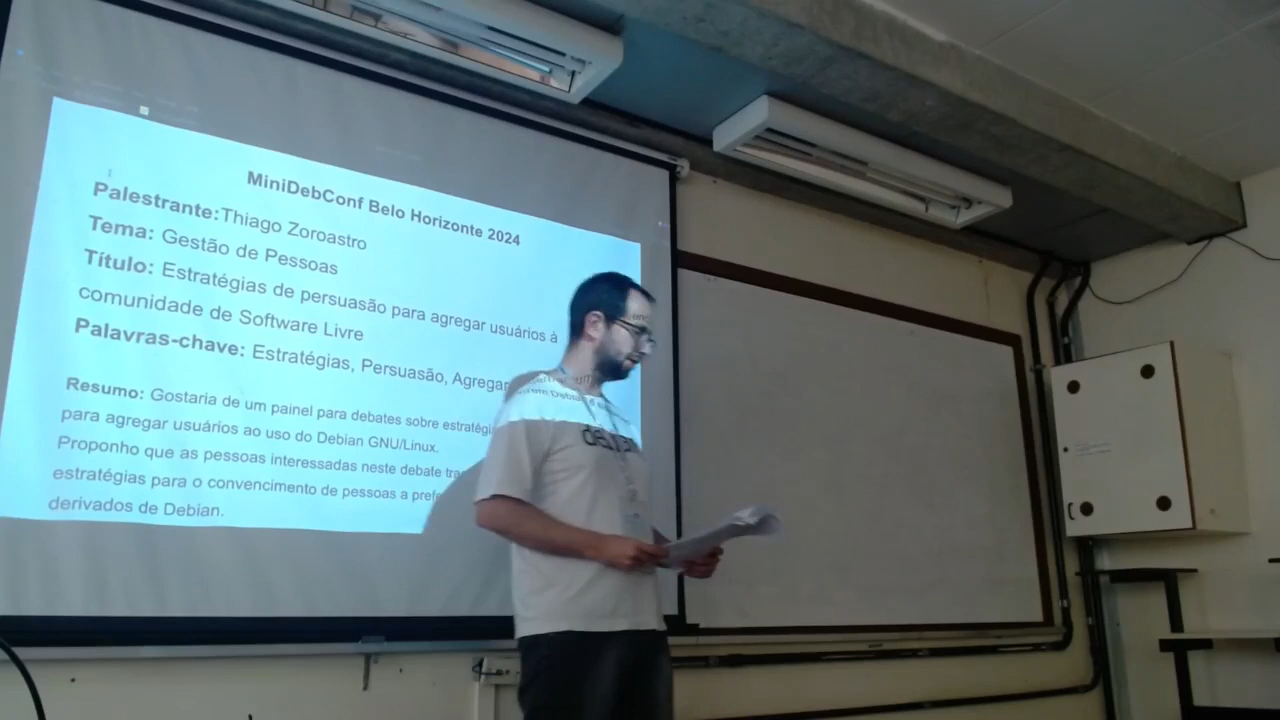 MiniDebConf Belo Horizonte 2024
Palestrante:Thiago Zoroastro
Tema: Gestão de Pessoas
Título: Estratégias de persuasão para agregar usuários à
comunidade de Software Livre
Palavras-chave: Estratégias, Persuasão, Agregar
Resumo: Gostaria de um painel para debates sobre
para agregar usuários ao uso do Debian GNU/Linux.
Proponho que as pessoas interessadas neste debate
estratégias para o convencimento de pessoas a
derivados de Debian.